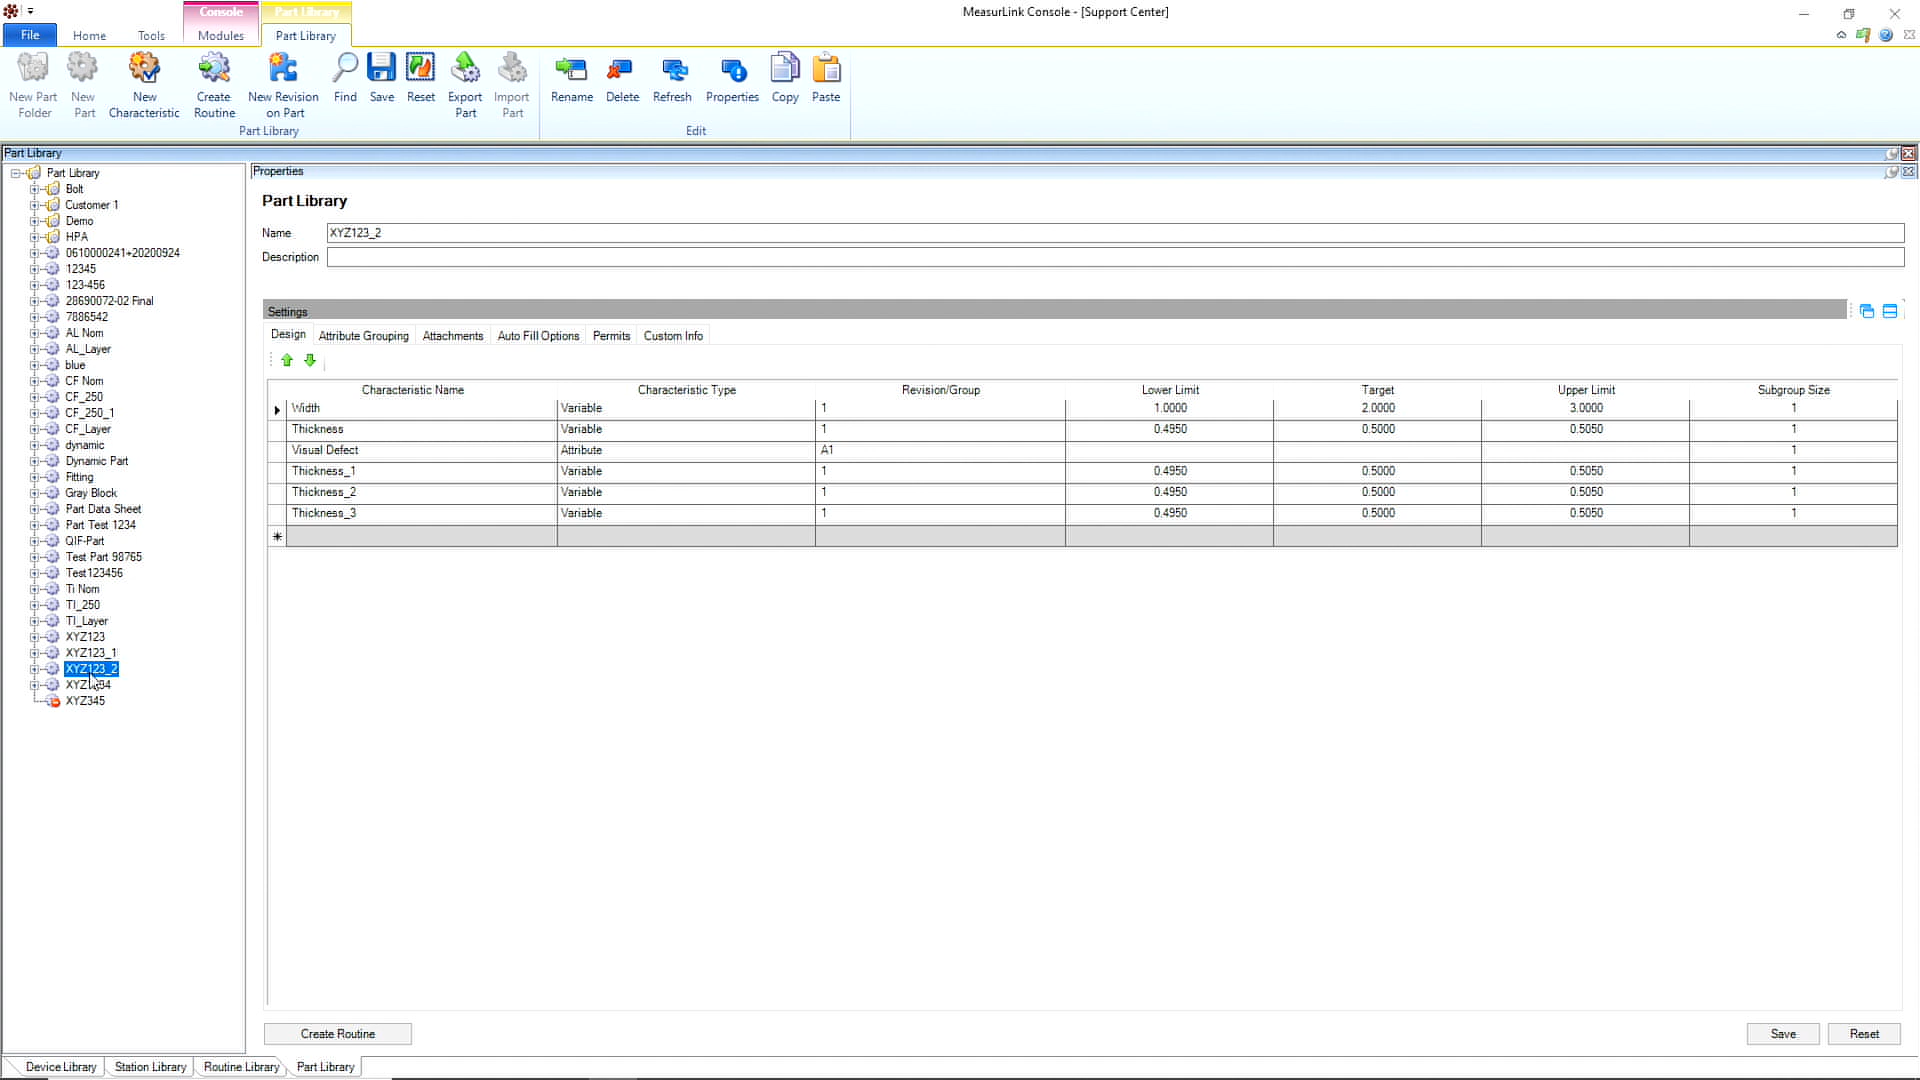 Console
Part Library
MeasurLink Console - [Support Center]
File
Home
Tools
Modules
Part Library
New Part Folder
New Part
New Characteristic
Create Routine
New Revision on Part
Find
Save
Reset
Export Part
Import Part
Rename
Delete
Refresh
Properties
Copy
Paste
Part Library
Edit
Part Library
Part Library
Bolt
Customer 1
Demo
HPA
0610000241+20200924
12345
123-456
28690072-02 Final
7886542
AL Nom
AL_Layer
blue
CF Nom
CF_250
CF_250_1
CF_Layer
dynamic
Dynamic Part
Fitting
Gray Block
Part Data Sheet
Part Test 1234
QIF-Part
Test Part 98765
Test123456
Ti Nom
TI_250
TI_Layer
XYZ123
XYZ123_1
XYZ123_2
XYZ345
Properties
Part Library
Name XYZ123_2
Description
Settings
Design Attribute Grouping Attachments Auto Fill Options Permits Custom Info
Characteristic Name Characteristic Type Revision/Group Lower Limit Target Upper Limit Subgroup Size
Width Variable 1 1.0000 2.0000 3.0000 1
Thickness Variable 1 0.4950 0.5000 0.5050 1
Visual Defect Attribute A1 1
Thickness_1 Variable 1 0.4950 0.5000 0.5050 1
Thickness_2 Variable 1 0.4950 0.5000 0.5050 1
Thickness_3 Variable 1 0.4950 0.5000 0.5050 1
Create Routine
Save
Reset
Device Library Station Library Routine Library Part Library